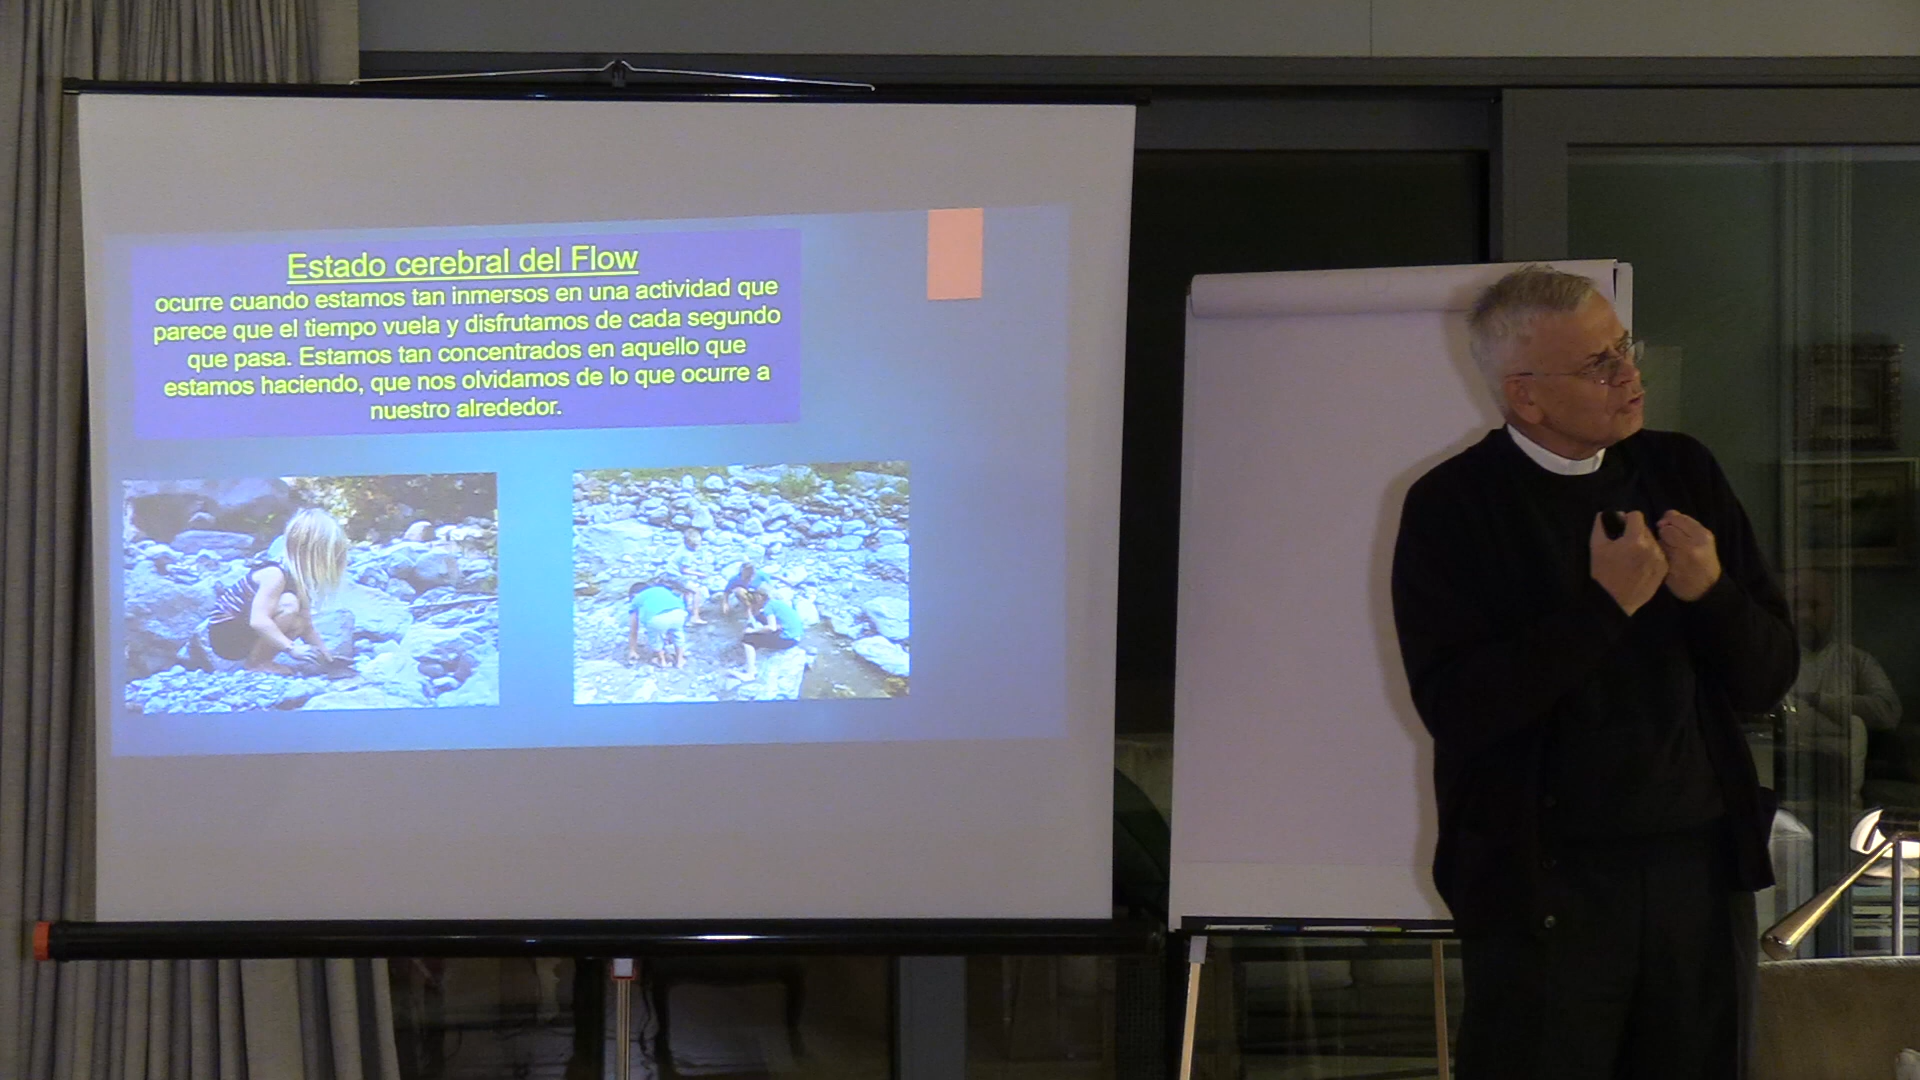 Estado cerebral del Flow
ocurre cuando estamos tan inmersos en una actividad que
parece que el tiempo vuela y disfrutamos de cada segundo
que pasa. Estamos tan concentrados en aquello que
estamos haciendo, que nos olvidamos de lo que ocurre a
nuestro alrededor.